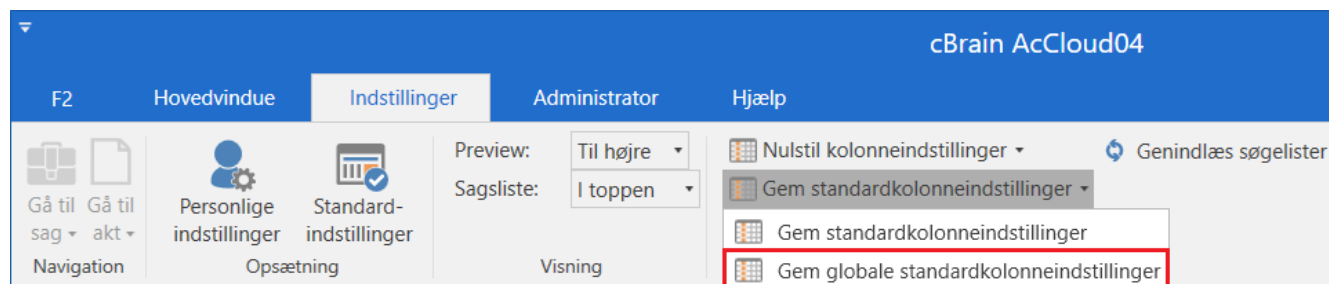 cBrain AcCloud04
F2 Hovedvindue Indstillinger Administrator Hjælp
Preview: Til højre Nulstil kolonneindstillinger Genindlæs søgelister
Sagsliste: I toppen Gem standardkolonneindstillinger
Gå til Gå til Personlige Standard-
sag akt indstillinger indstillinger Gem standardkolonneindstillinger
Navigation Opsætning Visning Gem globale standardkolonneindstillinger